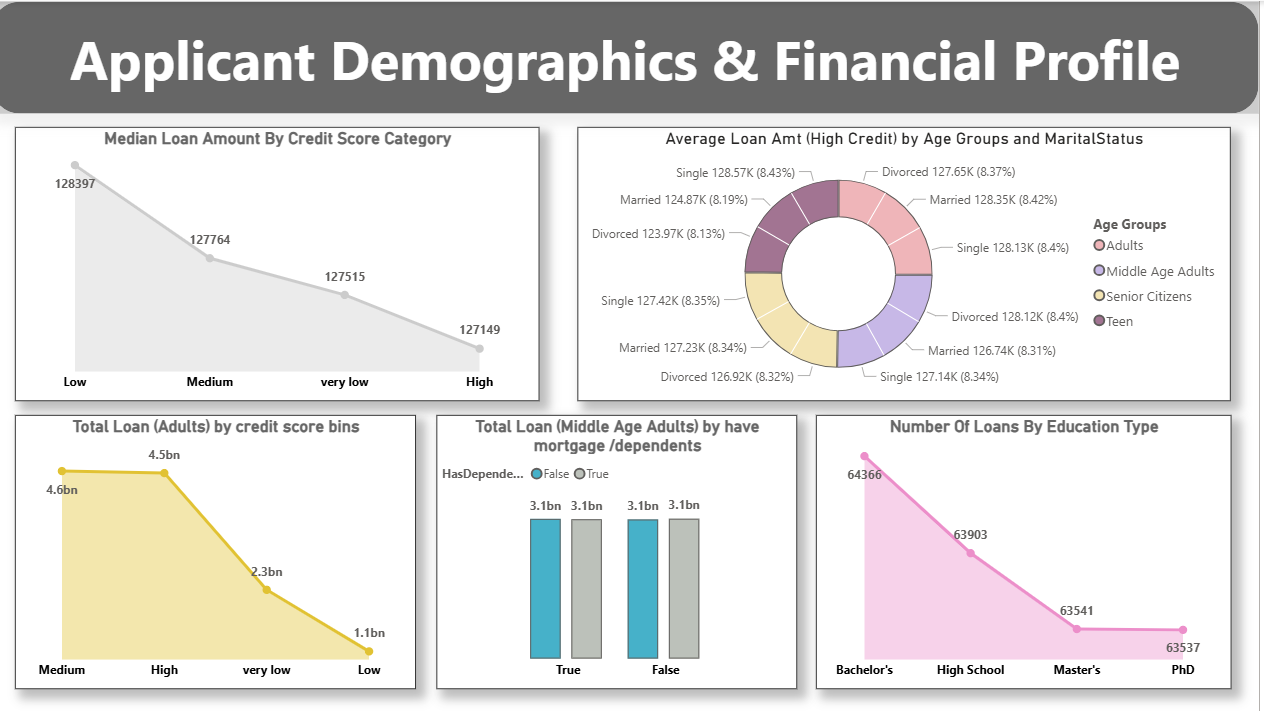 Applicant Demographics & Financial Profile
Median Loan Amount By Credit Score Category
128397
127764
127515
127149
Low
Medium
very low
High
Average Loan Amt (High Credit) by Age Groups and MaritalStatus
Single 128.57K (8.43%)
Divorced 127.65K (8.37%)
Married 124.87K (8.19%)
Married 128.35K (8.42%)
Divorced 123.97K (8.13%)
Single 128.13K (8.4%)
Single 127.42K (8.35%)
Divorced 128.12K (8.4%)
Married 127.23K (8.34%)
Married 126.74K (8.31%)
Divorced 126.92K (8.32%)
Single 127.14K (8.34%)
Age Groups
Adults
Middle Age Adults
Senior Citizens
Teen
Total Loan (Adults) by credit score bins
4.6bn
4.5bn
2.3bn
1.1bn
Medium
High
very low
Low
Total Loan (Middle Age Adults) by have
mortgage /dependents
HasDepende... False True
3.1bn
3.1bn
3.1bn
3.1bn
True
False
Number Of Loans By Education Type
64366
63903
63541
63537
Bachelor's
High School
Master's
PhD